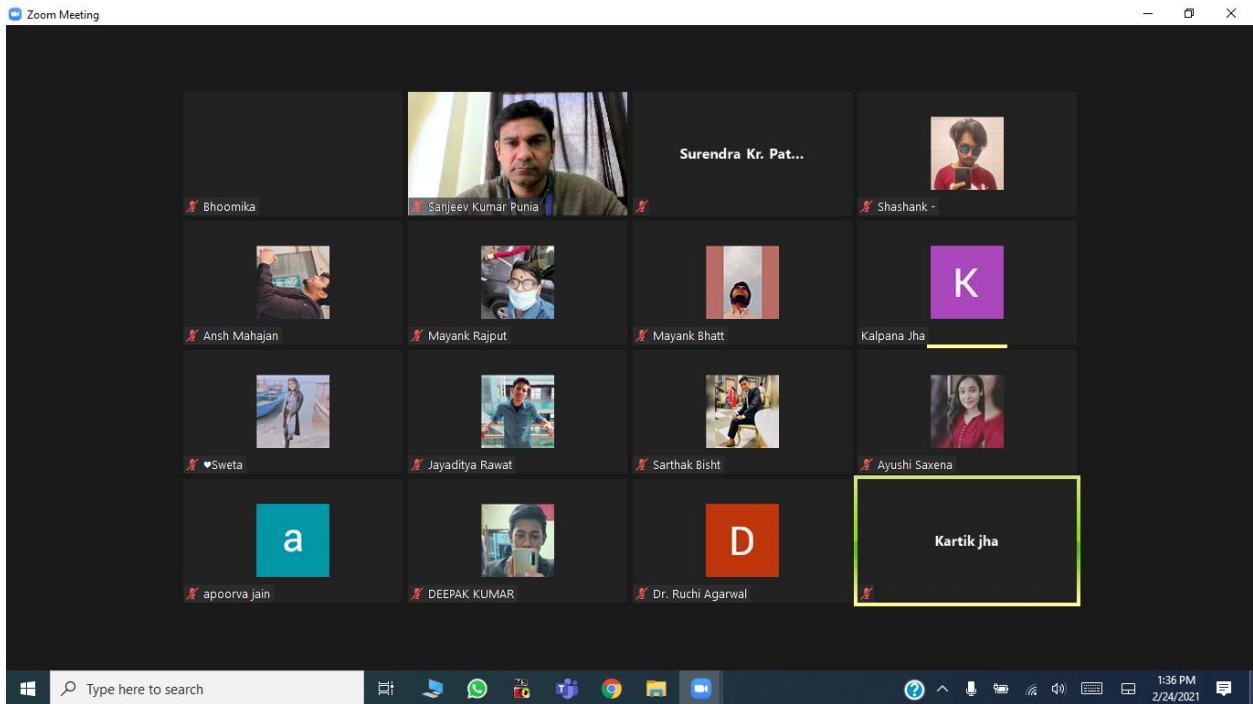 Zoom Meeting
Bhoomika
Sanjeev Kumar Punia
Surendra Kr. Pat...
Shashank -
Ansh Mahajan
Mayank Rajput
Mayank Bhatt
K
Kalpana Jha
♥Sweta
Jayaditya Rawat
Sarthak Bisht
Ayushi Saxena
a
apoorva jain
DEEPAK KUMAR
D
Dr. Ruchi Agarwal
Kartik jha
Type here to search
1:36 PM
2/24/2021